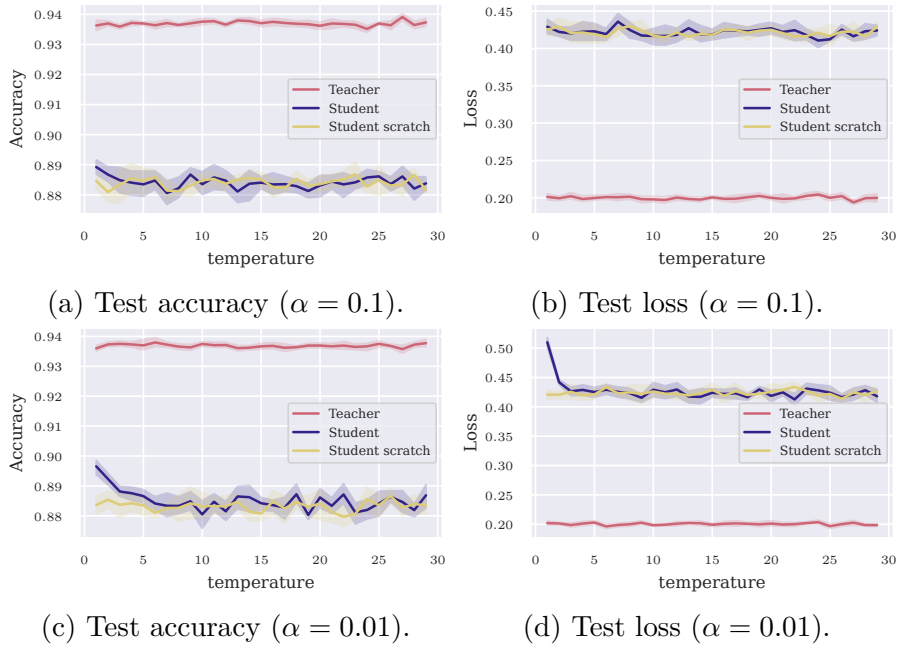 0.94
0.93
0.92
0.91
0.90
0.89
0.88
Accuracy
Teacher
Student
Student scratch
0 5 10 15 20 25 30
temperature
(a) Test accuracy (α = 0.1).
0.45
0.40
0.35
0.30
0.25
0.20
Loss
Teacher
Student
Student scratch
0 5 10 15 20 25 30
temperature
(b) Test loss (α = 0.1).
0.94
0.93
0.92
0.91
0.90
0.89
0.88
Accuracy
Teacher
Student
Student scratch
0 5 10 15 20 25 30
temperature
(c) Test accuracy (α = 0.01).
0.50
0.45
0.40
0.35
0.30
0.25
0.20
Loss
Teacher
Student
Student scratch
0 5 10 15 20 25 30
temperature
(d) Test loss (α = 0.01).